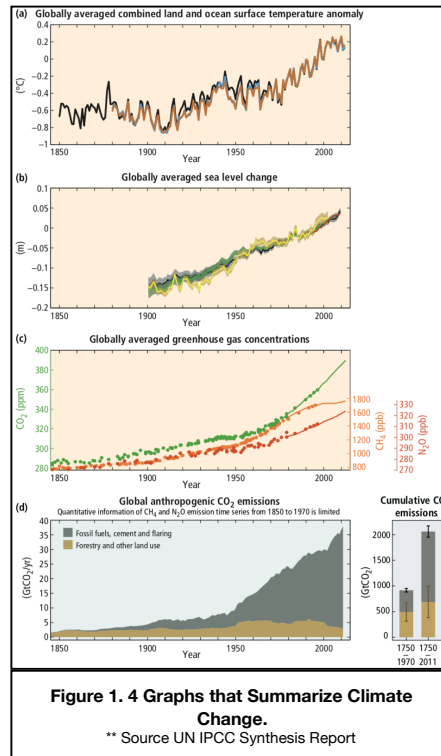 (a) Globally averaged combined land and ocean surface temperature anomaly
0.4
0.2
0
−0.2
−0.4
−0.6
−0.8
−1
(°C)
1850 1900 1950 2000
Year
(b) Globally averaged sea level change
0.1
0.05
0
−0.05
−0.1
−0.15
−0.2
(m)
1850 1900 1950 2000
Year
(c) Globally averaged greenhouse gas concentrations
400
380
360
340
320
300
280
CO2 (ppm)
1800
1600
1400
1200
1000
800
CH4 (ppb)
330
320
310
300
290
280
270
N2O (ppb)
1850 1900 1950 2000
Year
(d) Global anthropogenic CO2 emissions
Quantitative information of CH4 and N2O emission time series from 1850 to 1970 is limited
40
35
30
25
20
15
10
5
0
(GtCO2/yr)
Fossil fuels, cement and flaring
Forestry and other land use
1850 1900 1950 2000
Year
Cumulative CO
emissions
2000
1500
1000
500
0
(GtCO2)
1750 1750
– –
1970 2011
Figure 1. 4 Graphs that Summarize Climate
Change.
** Source UN IPCC Synthesis Report